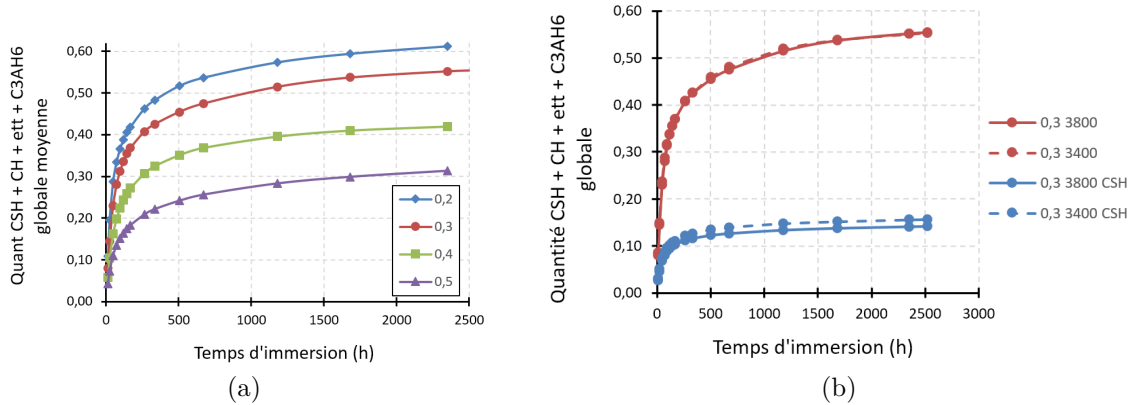 Quant CSH + CH + ett + C3AH6
globale moyenne
0,60
0,50
0,40
0,30
0,20
0,10
0,00
0,2
0,3
0,4
0,5
0 500 1000 1500 2000 2500
Temps d'immersion (h)
(a)
Quantité CSH + CH + ett + C3AH6
globale
0,60
0,50
0,40
0,30
0,20
0,10
0,00
0 500 1000 1500 2000 2500 3000
Temps d'immersion (h)
0,3 3800
0,3 3400
0,3 3800 CSH
0,3 3400 CSH
(b)